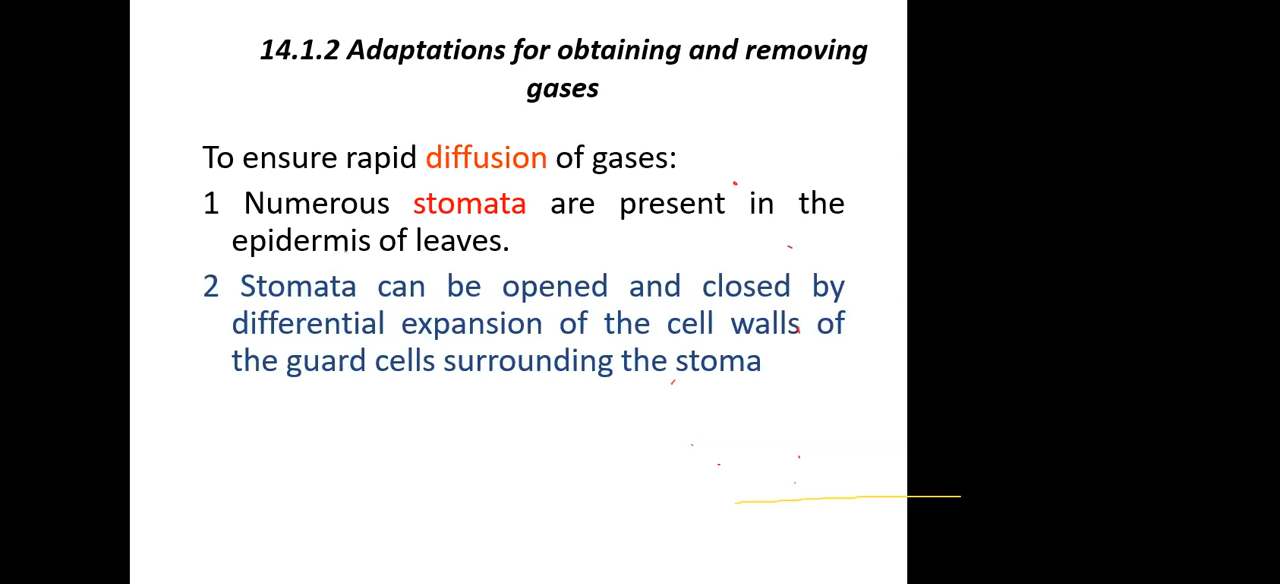 14.1.2 Adaptations for obtaining and removing
gases
To ensure rapid diffusion of gases:
1 Numerous stomata are present in the
epidermis of leaves.
2 Stomata can be opened and closed by
differential expansion of the cell walls of
the guard cells surrounding the stoma